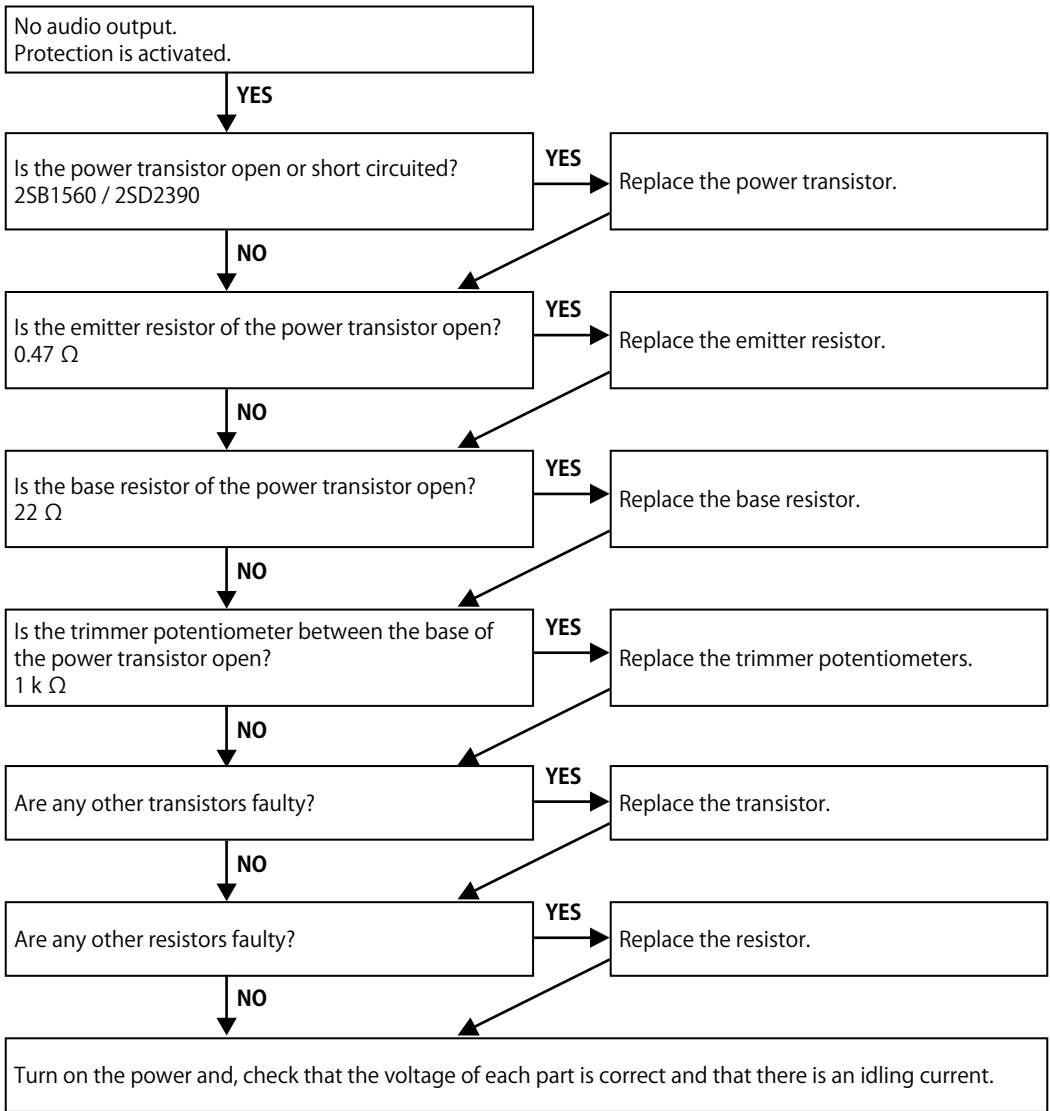 No audio output.
Protection is activated.
YES
Is the power transistor open or short circuited?
2SB1560 / 2SD2390
YES
Replace the power transistor.
NO
Is the emitter resistor of the power transistor open?
0.47 Ω
YES
Replace the emitter resistor.
NO
Is the base resistor of the power transistor open?
22 Ω
YES
Replace the base resistor.
NO
Is the trimmer potentiometer between the base of
the power transistor open?
1 k Ω
YES
Replace the trimmer potentiometers.
NO
Are any other transistors faulty?
YES
Replace the transistor.
NO
Are any other resistors faulty?
YES
Replace the resistor.
NO
Turn on the power and, check that the voltage of each part is correct and that there is an idling current.